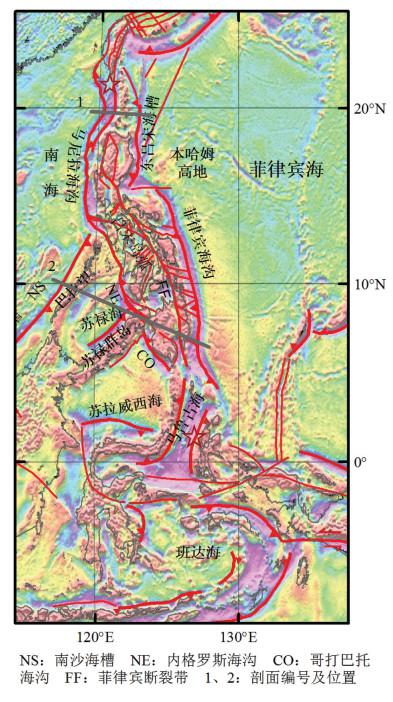 1
20°N
马尼拉海沟
东吕宋海槽
南
海
本哈姆
高地
菲律宾海
菲律宾海沟
2
10°N
NS
巴拉望
NE
FF
苏禄海
苏禄群岛
CO
苏拉威西海
马鲁古海
0°
班达海
120°E
130°E
NS：南沙海槽 NE：内格罗斯海沟 CO：哥打巴托
海沟 FF：菲律宾断裂带 1、2：剖面编号及位置